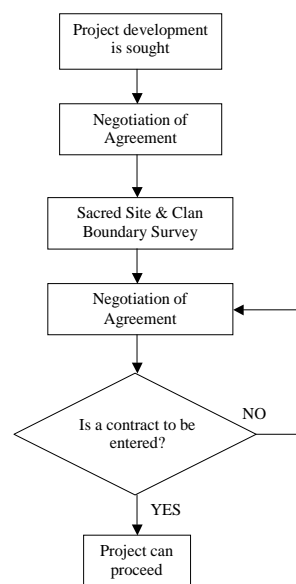 Project development
is sought
Negotiation of
Agreement
Sacred Site & Clan
Boundary Survey
Negotiation of
Agreement
Is a contract to be
entered?
NO
YES
Project can
proceed